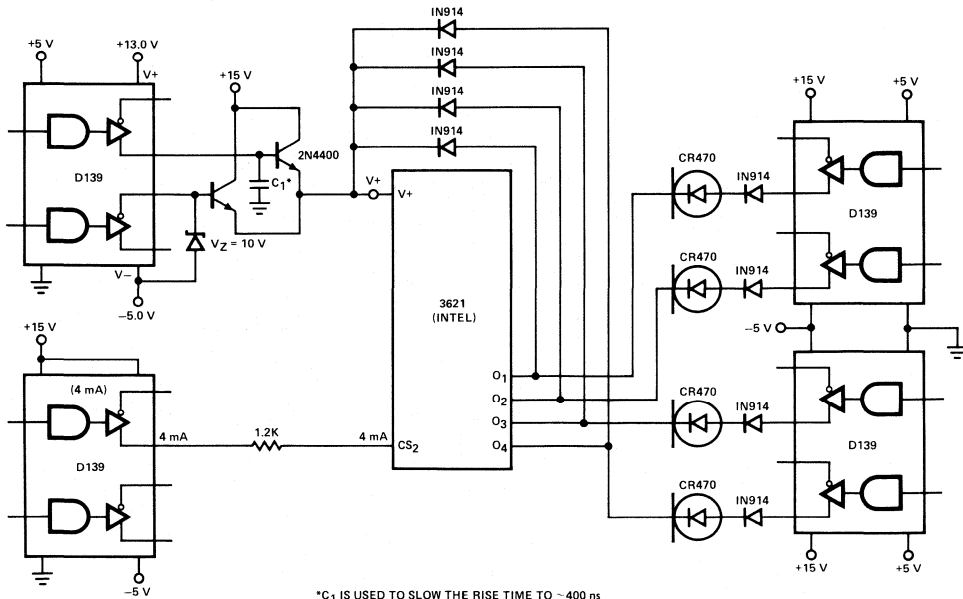 IN914
IN914
IN914
IN914
+5 V
+13.0 V
V+
+15 V
D139
2N4400
C1*
VZ = 10 V
V−
−5.0 V
V+
V+
3621
(INTEL)
O1
O2
O3
O4
CS2
+15 V
(4 mA)
4 mA
1.2K
4 mA
D139
−5 V
+15 V
+5 V
CR470
IN914
D139
CR470
IN914
−5 V
CR470
IN914
D139
CR470
IN914
+15 V
+5 V
*C1 IS USED TO SLOW THE RISE TIME TO ~400 ns